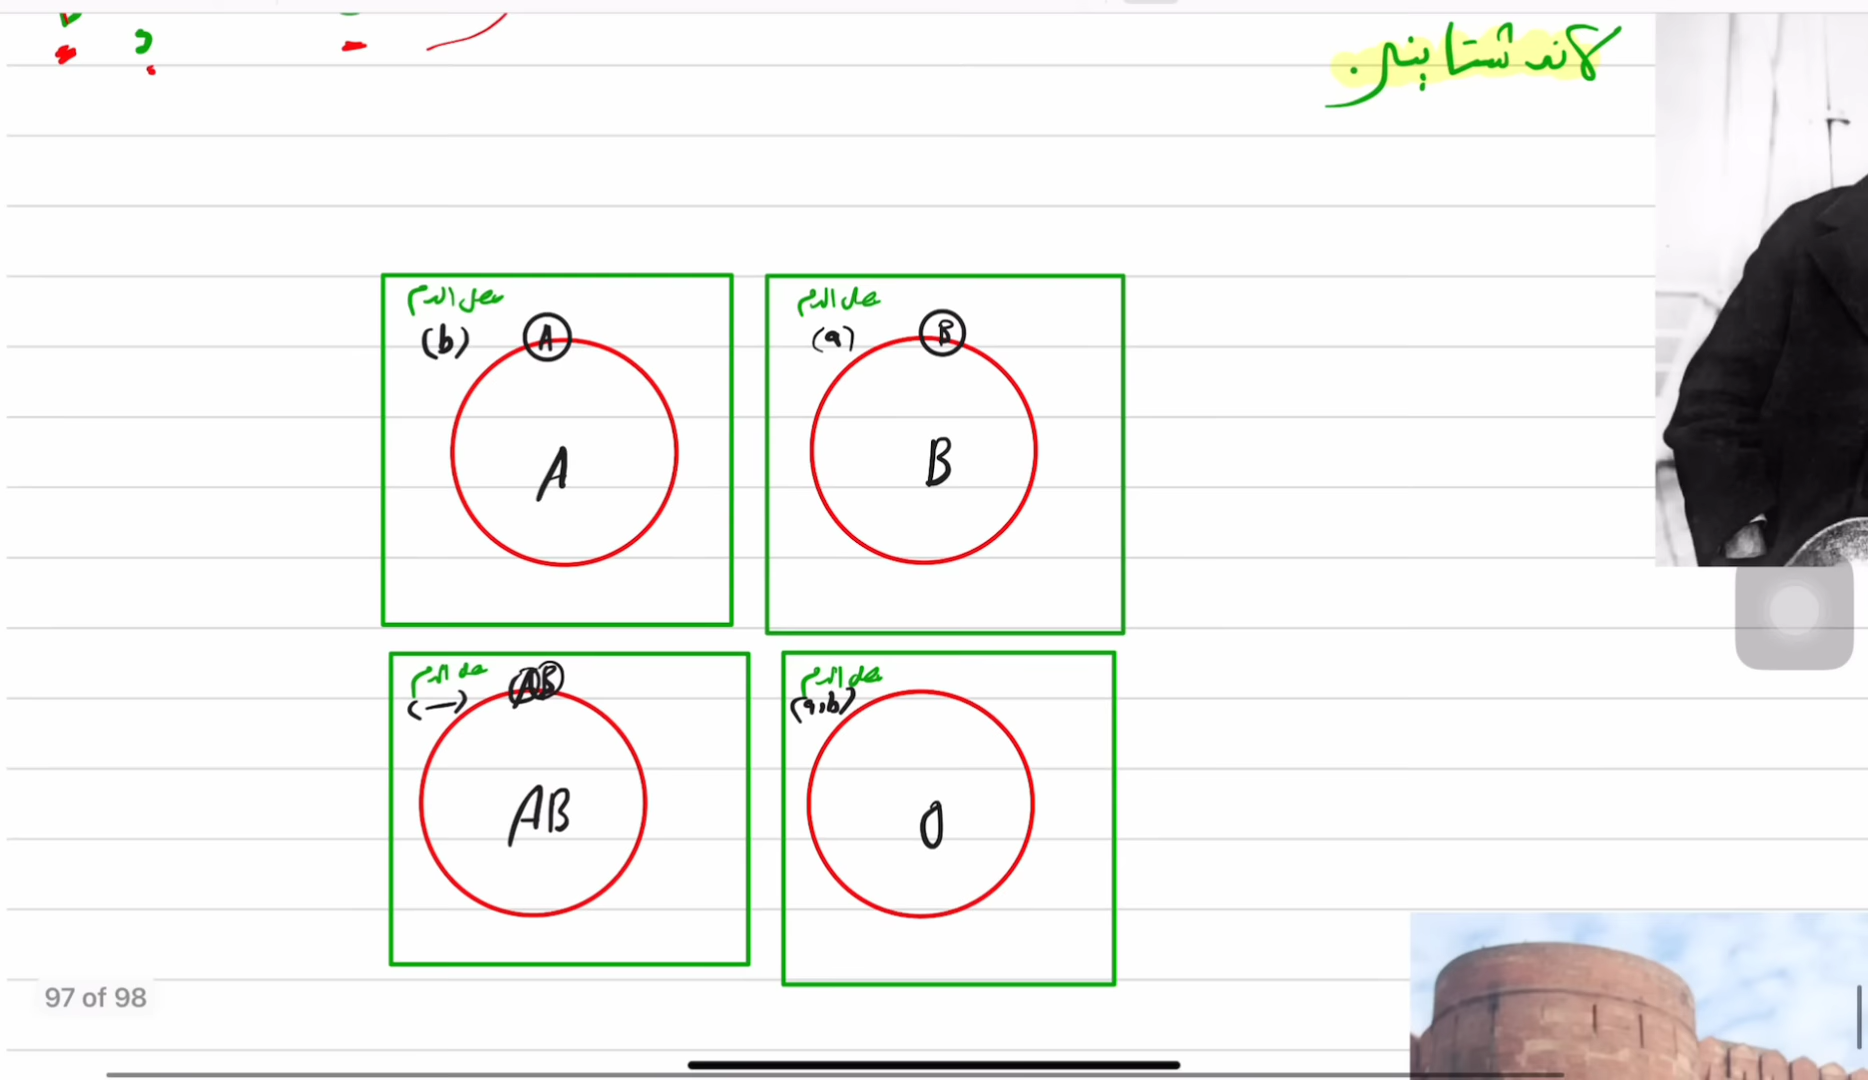 لاند شتاينر.
مصل الدم
(b) A
A
مصل الدم
(a) B
B
مصل الدم
(—) AB
AB
مصل الدم
(a,b)
O
97 of 98